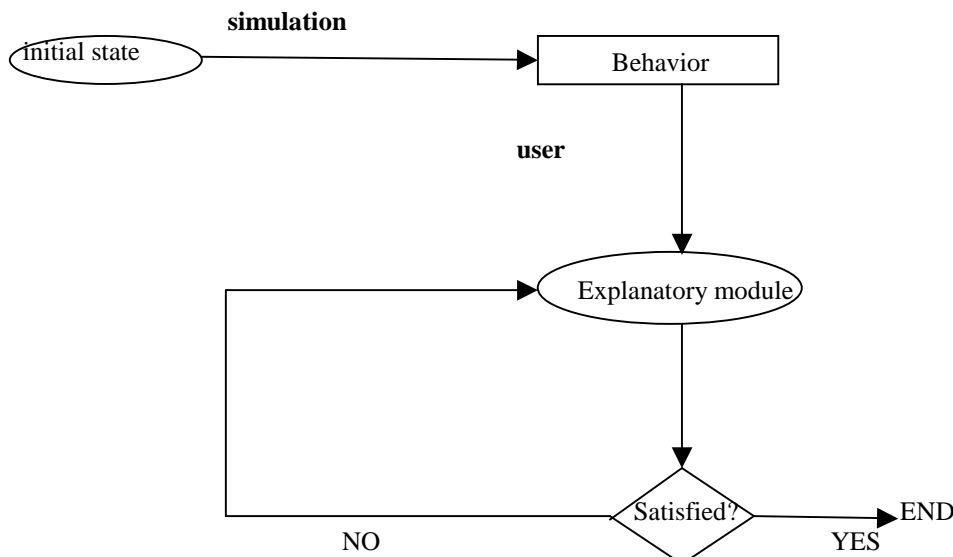 simulation
initial state
Behavior
user
Explanatory module
Satisfied?
END
NO
YES